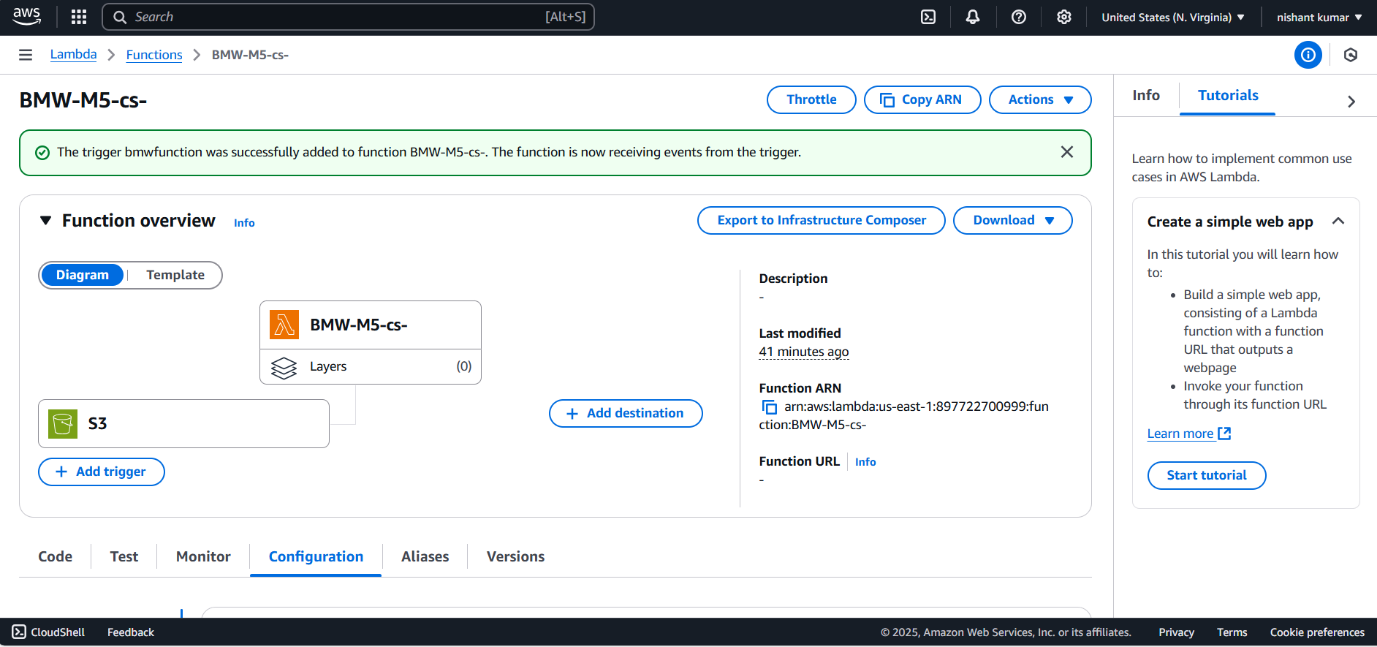 aws
Search
[Alt+S]
United States (N. Virginia)
nishant kumar
Lambda
Functions
BMW-M5-cs-
BMW-M5-cs-
Throttle
Copy ARN
Actions
The trigger bmwfunction was successfully added to function BMW-M5-cs-. The function is now receiving events from the trigger.
Function overview
Info
Export to Infrastructure Composer
Download
Diagram
Template
BMW-M5-cs-
Layers
(0)
S3
Add trigger
Add destination
Description
-
Last modified
41 minutes ago
Function ARN
arn:aws:lambda:us-east-1:897722700999:fun
ction:BMW-M5-cs-
Function URL
Info
-
Code
Test
Monitor
Configuration
Aliases
Versions
Info
Tutorials
Learn how to implement common use
cases in AWS Lambda.
Create a simple web app
In this tutorial you will learn how
to:
• Build a simple web app,
consisting of a Lambda
function with a function
URL that outputs a
webpage
• Invoke your function
through its function URL
Learn more
Start tutorial
CloudShell
Feedback
© 2025, Amazon Web Services, Inc. or its affiliates.
Privacy
Terms
Cookie preferences